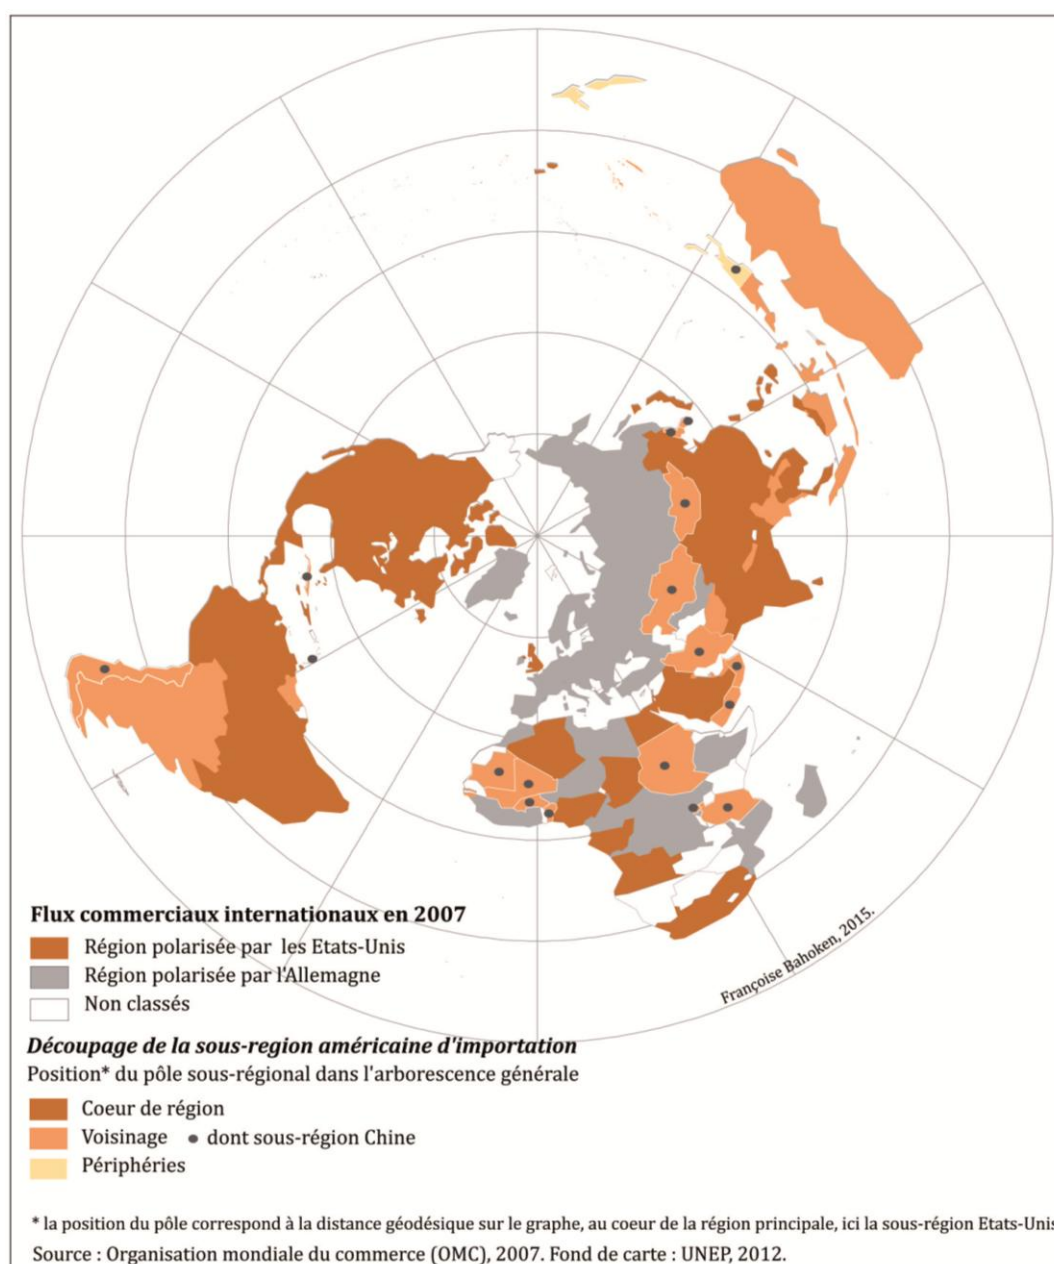 Françoise Bahoken, 2015.
Flux commerciaux internationaux en 2007
Région polarisée par les Etats-Unis
Région polarisée par l'Allemagne
Non classés
Découpage de la sous-region américaine d'importation
Position* du pôle sous-régional dans l'arborescence générale
Coeur de région
Voisinage • dont sous-région Chine
Périphéries
* la position du pôle correspond à la distance géodésique sur le graphe, au coeur de la région principale, ici la sous-région Etats-Unis
Source : Organisation mondiale du commerce (OMC), 2007. Fond de carte : UNEP, 2012.